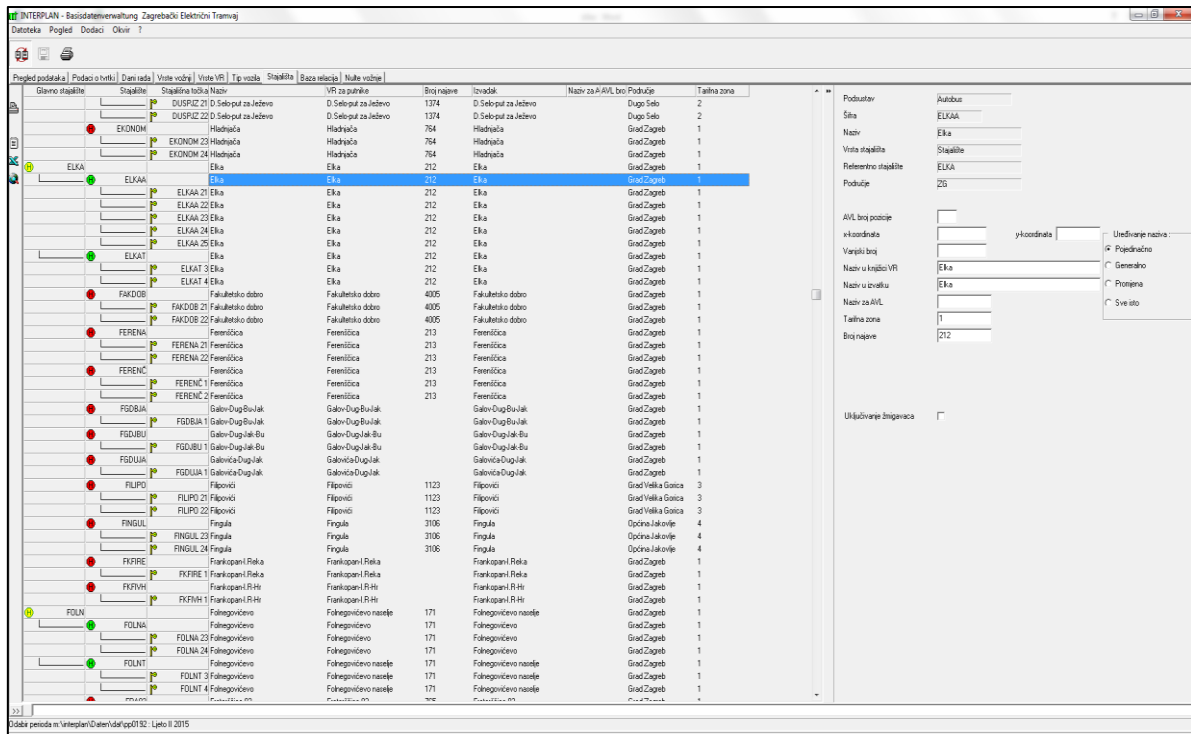 INTERPLAN - Basisdatenverwaltung Zagrebački Električni Tramvaj
Datoteka Pogled Dodaci Okvir ?
Pregled podataka Podaci o tvrtki Dani rada Vrste vožnji Vrste VR Tip vozila Stajališta Baza relacija Nulte vožnje
Glavno stajalište Stajalište Stajališna točka Naziv VR za putnike Broj najave Izvadak Naziv za A AVL bro Područje Tarifna zona
DUSPJZ 21 D.Selo-put za Ježevo D.Selo-put za Ježevo 1374 D.Selo-put za Ježevo Dugo Selo 2
DUSPJZ 22 D.Selo-put za Ježevo D.Selo-put za Ježevo 1374 D.Selo-put za Ježevo Dugo Selo 2
EKONOM Hladnjača Hladnjača 764 Hladnjača Grad Zagreb 1
EKONOM 23 Hladnjača Hladnjača 764 Hladnjača Grad Zagreb 1
EKONOM 24 Hladnjača Hladnjača 764 Hladnjača Grad Zagreb 1
ELKA Elka Elka 212 Elka Grad Zagreb 1
ELKAA Elka Elka 212 Elka Grad Zagreb 1
ELKAA 21 Elka Elka 212 Elka Grad Zagreb 1
ELKAA 22 Elka Elka 212 Elka Grad Zagreb 1
ELKAA 23 Elka Elka 212 Elka Grad Zagreb 1
ELKAA 24 Elka Elka 212 Elka Grad Zagreb 1
ELKAA 25 Elka Elka 212 Elka Grad Zagreb 1
ELKAT Elka Elka 212 Elka Grad Zagreb 1
ELKAT 3 Elka Elka 212 Elka Grad Zagreb 1
ELKAT 4 Elka Elka 212 Elka Grad Zagreb 1
FAKDOB Fakultetsko dobro Fakultetsko dobro 4005 Fakultetsko dobro Grad Zagreb 1
FAKDOB 21 Fakultetsko dobro Fakultetsko dobro 4005 Fakultetsko dobro Grad Zagreb 1
FAKDOB 22 Fakultetsko dobro Fakultetsko dobro 4005 Fakultetsko dobro Grad Zagreb 1
FERENA Ferenščica Ferenščica 213 Ferenščica Grad Zagreb 1
FERENA 21 Ferenščica Ferenščica 213 Ferenščica Grad Zagreb 1
FERENA 22 Ferenščica Ferenščica 213 Ferenščica Grad Zagreb 1
FERENČ Ferenščica Ferenščica 213 Ferenščica Grad Zagreb 1
FERENČ 1 Ferenščica Ferenščica 213 Ferenščica Grad Zagreb 1
FERENČ 2 Ferenščica Ferenščica 213 Ferenščica Grad Zagreb 1
FGDBJA Galov-Dug-Bu-Jak Galov-Dug-Bu-Jak Galov-Dug-Bu-Jak Grad Zagreb 1
FGDBJA 1 Galov-Dug-Bu-Jak Galov-Dug-Bu-Jak Galov-Dug-Bu-Jak Grad Zagreb 1
FGDJBU Galov-Dug-Jak-Bu Galov-Dug-Jak-Bu Galov-Dug-Jak-Bu Grad Zagreb 1
FGDJBU 1 Galov-Dug-Jak-Bu Galov-Dug-Jak-Bu Galov-Dug-Jak-Bu Grad Zagreb 1
FGDUJA Galovića-Dug-Jak Galovića-Dug-Jak Galovića-Dug-Jak Grad Zagreb 1
FGDUJA 1 Galovića-Dug-Jak Galovića-Dug-Jak Galovića-Dug-Jak Grad Zagreb 1
FILIPO Filipovići Filipovići 1123 Filipovići Grad Velika Gorica 3
FILIPO 21 Filipovići Filipovići 1123 Filipovići Grad Velika Gorica 3
FILIPO 22 Filipovići Filipovići 1123 Filipovići Grad Velika Gorica 3
FINGUL Fingula Fingula 3106 Fingula Općina Jakovlje 4
FINGUL 23 Fingula Fingula 3106 Fingula Općina Jakovlje 4
FINGUL 24 Fingula Fingula 3106 Fingula Općina Jakovlje 4
FKFIRE Frankopan-I.Reka Frankopan-I.Reka Frankopan-I.Reka Grad Zagreb 1
FKFIRE 1 Frankopan-I.Reka Frankopan-I.Reka Frankopan-I.Reka Grad Zagreb 1
FKFIVH Frankopan-I.R-Hr Frankopan-I.R-Hr Frankopan-I.R-Hr Grad Zagreb 1
FKFIVH 1 Frankopan-I.R-Hr Frankopan-I.R-Hr Frankopan-I.R-Hr Grad Zagreb 1
FOLN Folnegovićevo naselje Folnegovićevo naselje 171 Folnegovićevo naselje Grad Zagreb 1
FOLNA Folnegovićevo Folnegovićevo 171 Folnegovićevo Grad Zagreb 1
FOLNA 23 Folnegovićevo Folnegovićevo 171 Folnegovićevo Grad Zagreb 1
FOLNA 24 Folnegovićevo Folnegovićevo 171 Folnegovićevo Grad Zagreb 1
FOLNT Folnegovićevo Folnegovićevo naselje 171 Folnegovićevo naselje Grad Zagreb 1
FOLNT 3 Folnegovićevo Folnegovićevo naselje 171 Folnegovićevo naselje Grad Zagreb 1
FOLNT 4 Folnegovićevo Folnegovićevo naselje 171 Folnegovićevo naselje Grad Zagreb 1
Podsustav Autobus
Šifra ELKAA
Naziv Elka
Vrsta stajališta Stajalište
Referentno stajalište ELKA
Područje ZG
AVL broj pozicije
x-koordinata y-koordinata
Vanjski broj
Naziv u knjižici VR Elka
Naziv u izvatku Elka
Naziv za AVL
Tarifna zona 1
Broj najave 212
Uređivanje naziva :
Pojedinačno
Generalno
Promjena
Sve isto
Uključivanje žmigavaca
>>
Odabir perioda m:\interplan\Daten\dat\pp0192 : Ljeto II 2015